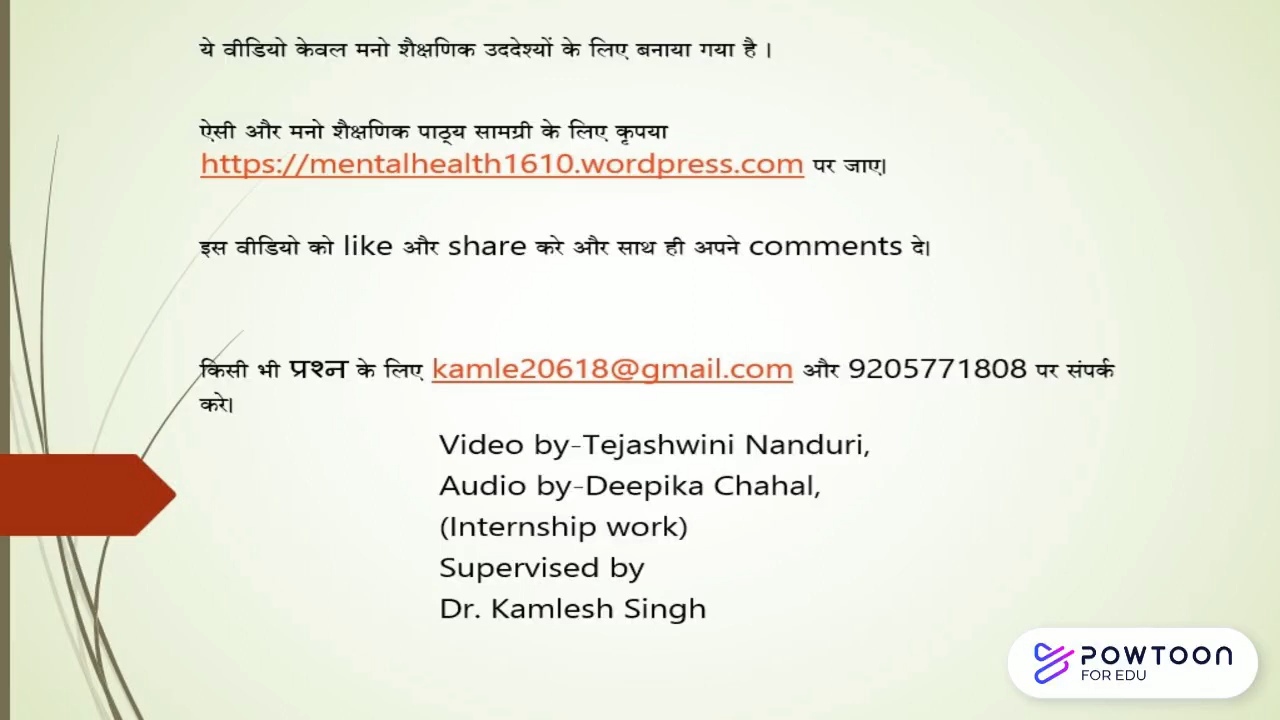 ये वीडियो केवल मनो शैक्षणिक उददेश्यों के लिए बनाया गया है ।
ऐसी और मनो शैक्षणिक पाठ्य सामग्री के लिए कृपया
https://mentalhealth1610.wordpress.com पर जाए।
इस वीडियो को like और share करे और साथ ही अपने comments दे।
किसी भी प्रश्न के लिए kamle20618@gmail.com और 9205771808 पर संपर्क
करे।
Video by-Tejashwini Nanduri,
Audio by-Deepika Chahal,
(Internship work)
Supervised by
Dr. Kamlesh Singh
POWTOON
FOR EDU